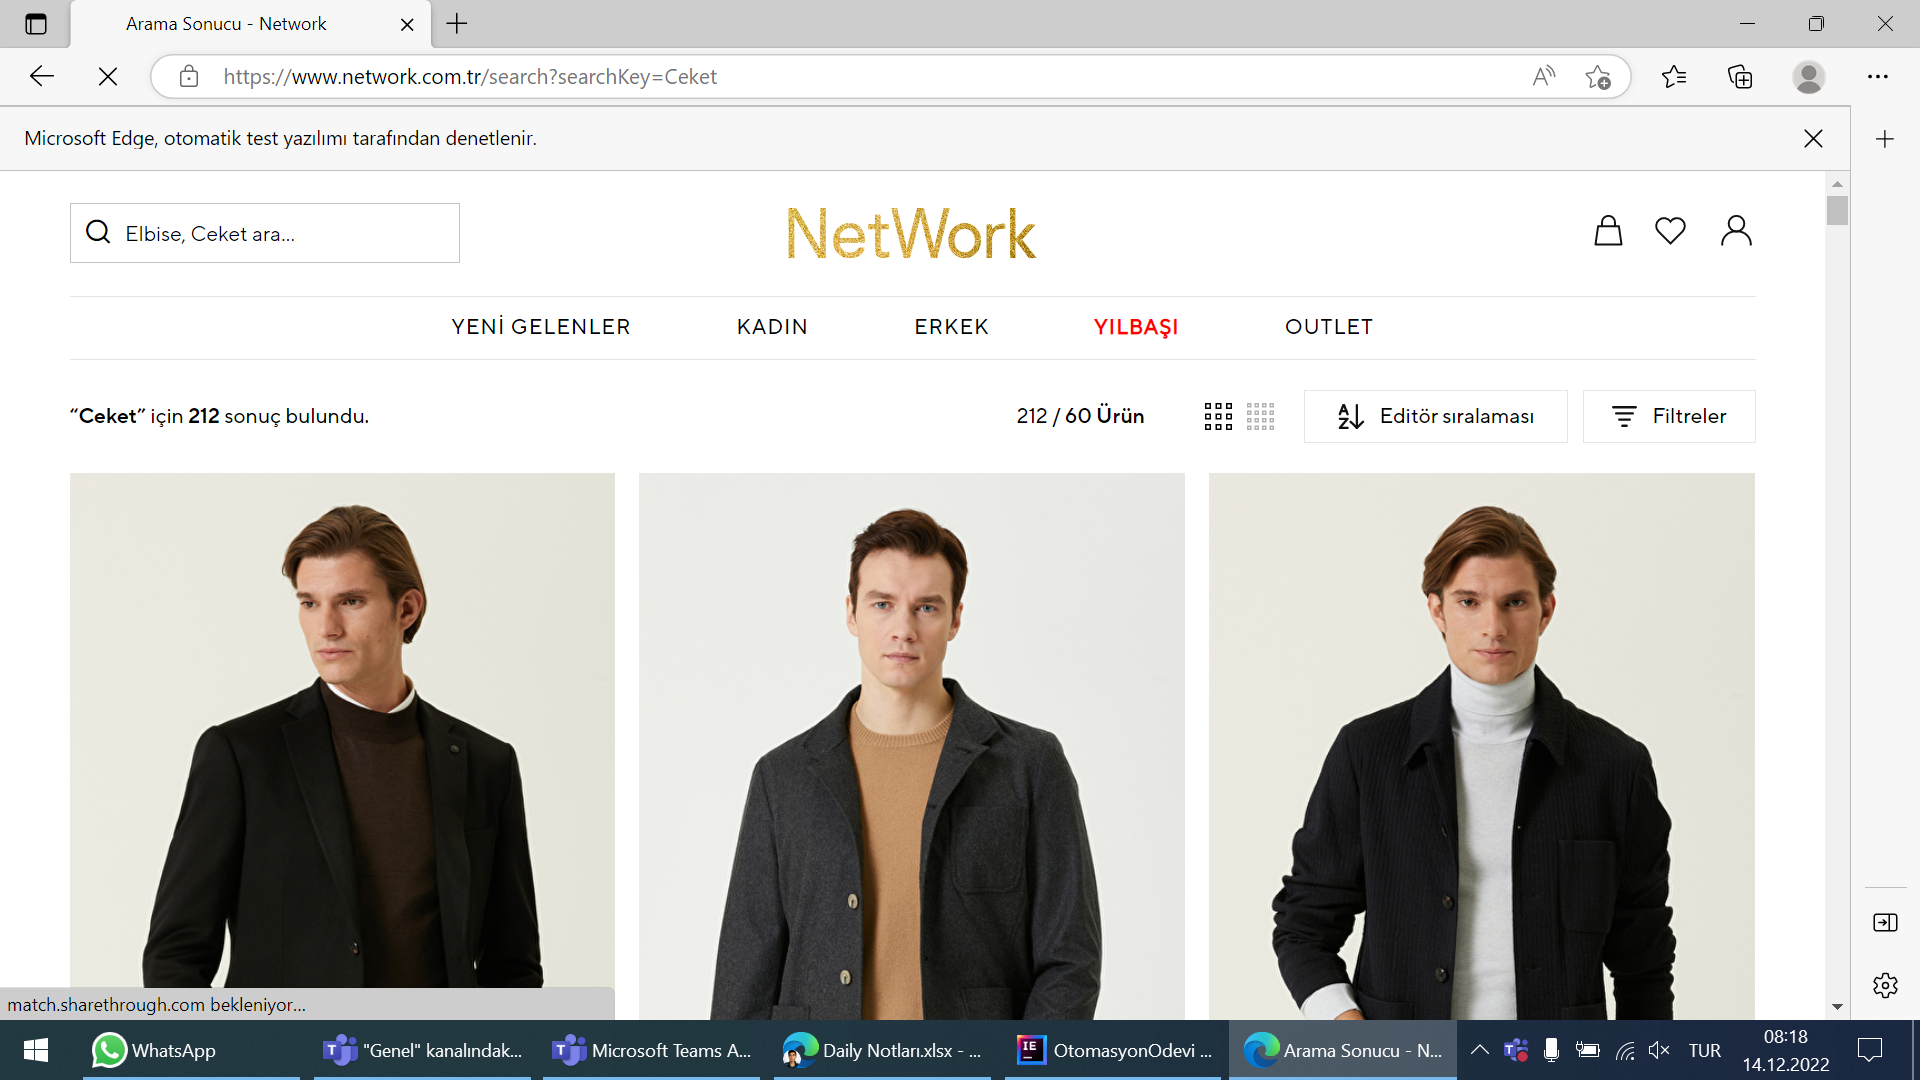 Arama Sonucu - Network
https://www.network.com.tr/search?searchKey=Ceket
Microsoft Edge, otomatik test yazılımı tarafından denetlenir.
Elbise, Ceket ara...
NetWork
YENİ GELENLER KADIN ERKEK YILBAŞI OUTLET
“Ceket” için 212 sonuç bulundu.
212 / 60 Ürün
Editör sıralaması
Filtreler
match.sharethrough.com bekleniyor...
WhatsApp
"Genel" kanalındak...
Microsoft Teams A...
Daily Notları.xlsx - ...
OtomasyonOdevi ...
Arama Sonucu - N...
TUR
08:18
14.12.2022